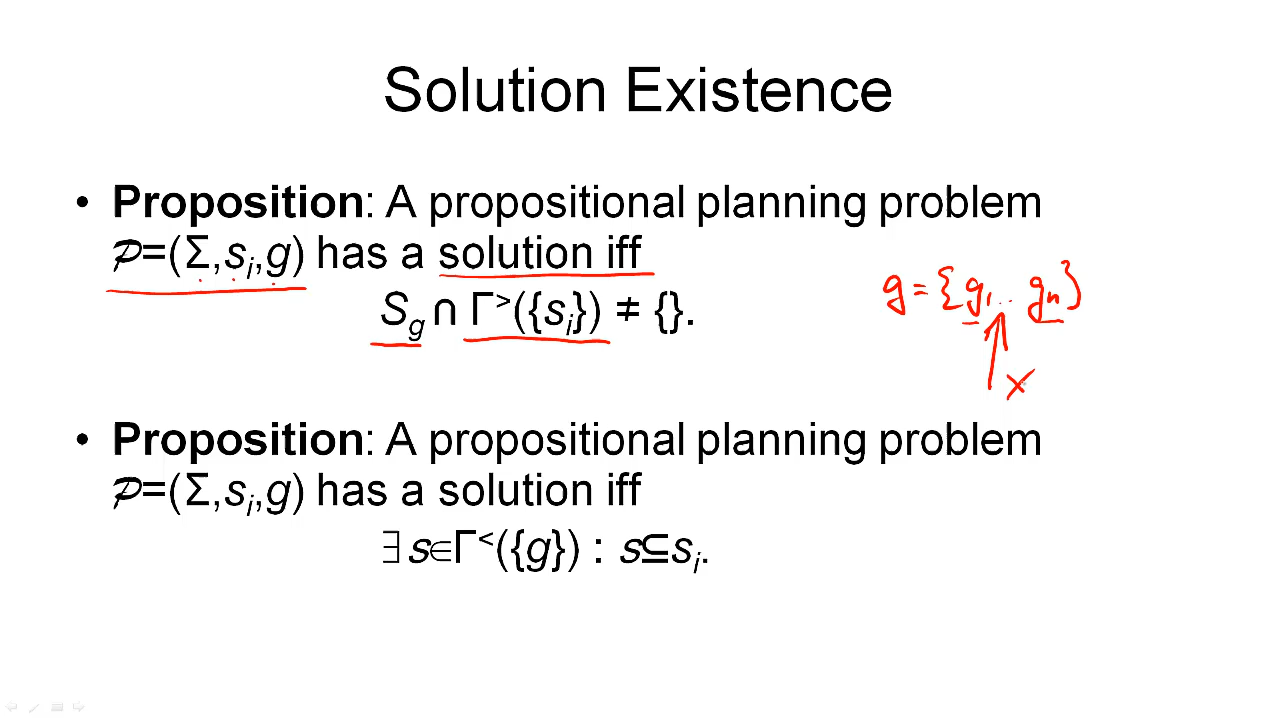 Solution Existence
• Proposition: A propositional planning problem
𝒫=(Σ,sᵢ,g) has a solution iff
S_g ∩ Γ^>({sᵢ}) ≠ {}.
g = {g₁ .. gₙ}
x
• Proposition: A propositional planning problem
𝒫=(Σ,sᵢ,g) has a solution iff
∃s∈Γ^<({g}) : s⊆sᵢ.